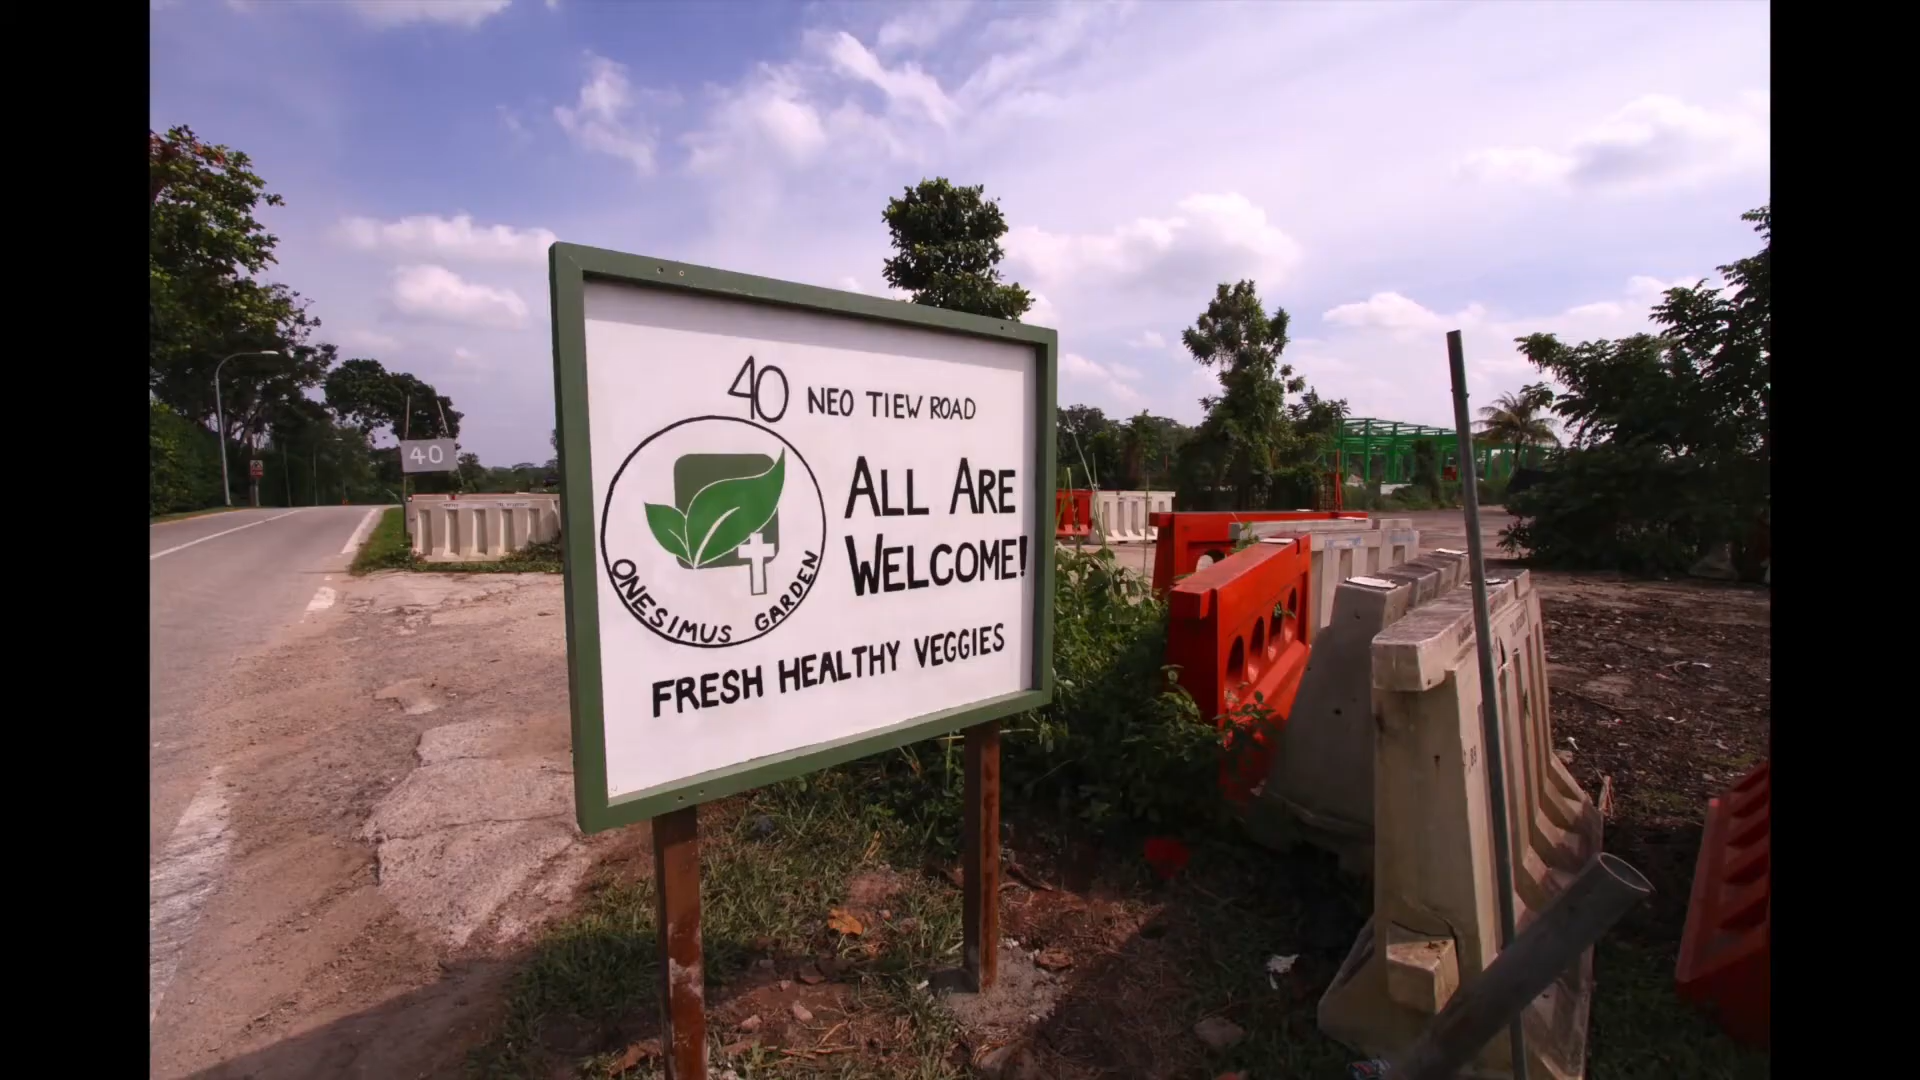 40 NEO TIEW ROAD
ALL ARE
WELCOME!
ONESIMUS GARDEN
FRESH HEALTHY VEGGIES
40